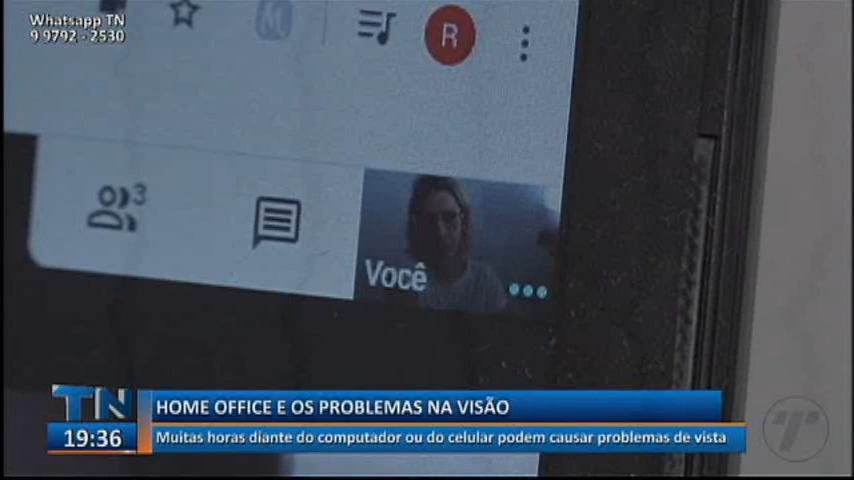 Whatsapp TN
9 9792 - 2530
M
R
3
Você
TN
HOME OFFICE E OS PROBLEMAS NA VISÃO
19:36
Muitas horas diante do computador ou do celular podem causar problemas de vista
T